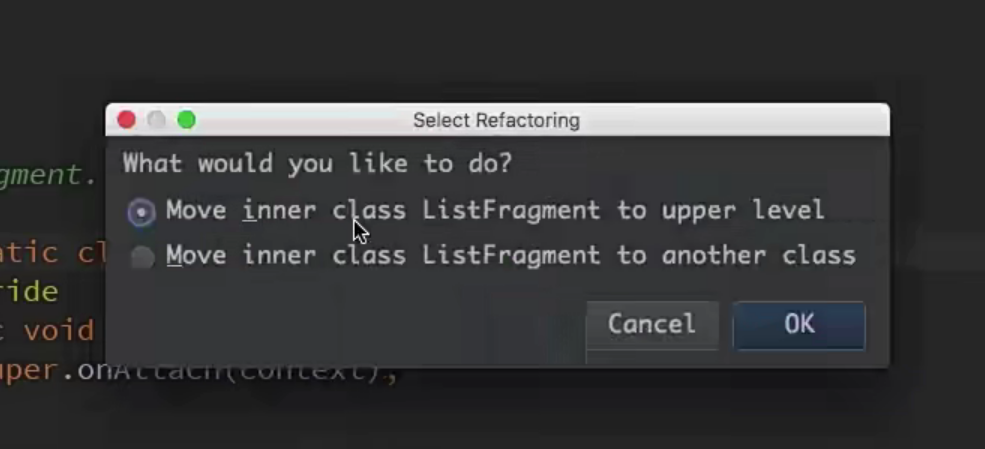 Select Refactoring
What would you like to do?
gment.
Move inner class ListFragment to upper level
tic cl
Move inner class ListFragment to another class
ride
t void
Cancel
OK
per.onAttach(context);